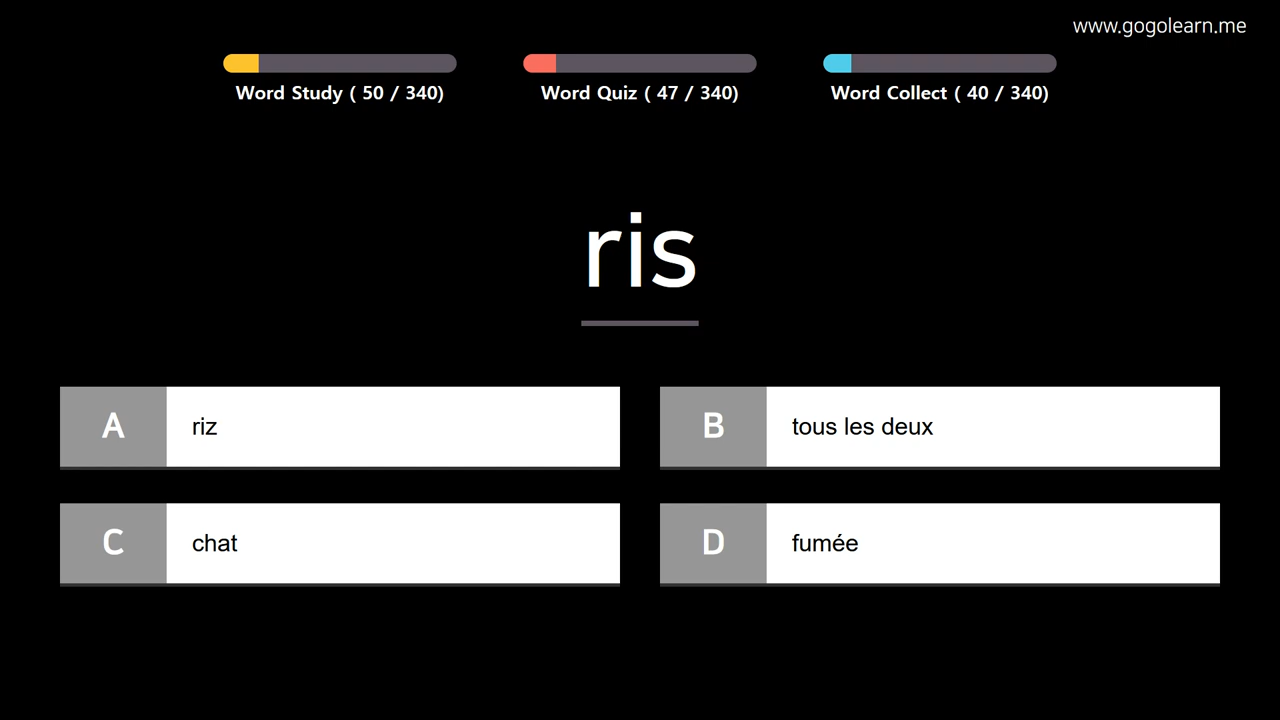 www.gogolearn.me
Word Study ( 50 / 340)
Word Quiz ( 47 / 340)
Word Collect ( 40 / 340)
ris
A riz
B tous les deux
C chat
D fumée